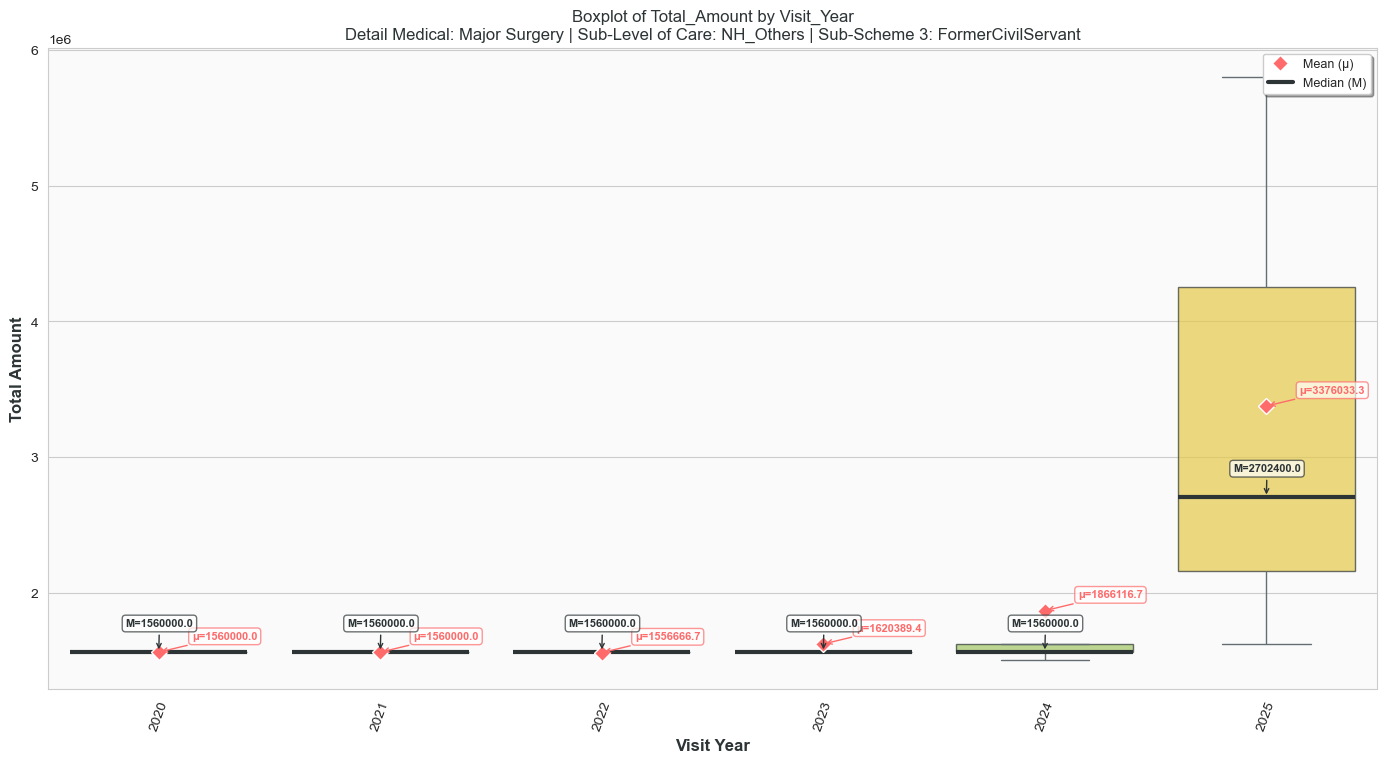 Boxplot of Total_Amount by Visit_Year
Detail Medical: Major Surgery | Sub-Level of Care: NH_Others | Sub-Scheme 3: FormerCivilServant
1e6
6
5
4
3
2
Total Amount
Mean (μ)
Median (M)
M=1560000.0
μ=1560000.0
M=1560000.0
μ=1560000.0
M=1560000.0
μ=1556666.7
M=1560000.0
μ=1620389.4
M=1560000.0
μ=1866116.7
M=2702400.0
μ=3376033.3
2020
2021
2022
2023
2024
2025
Visit Year